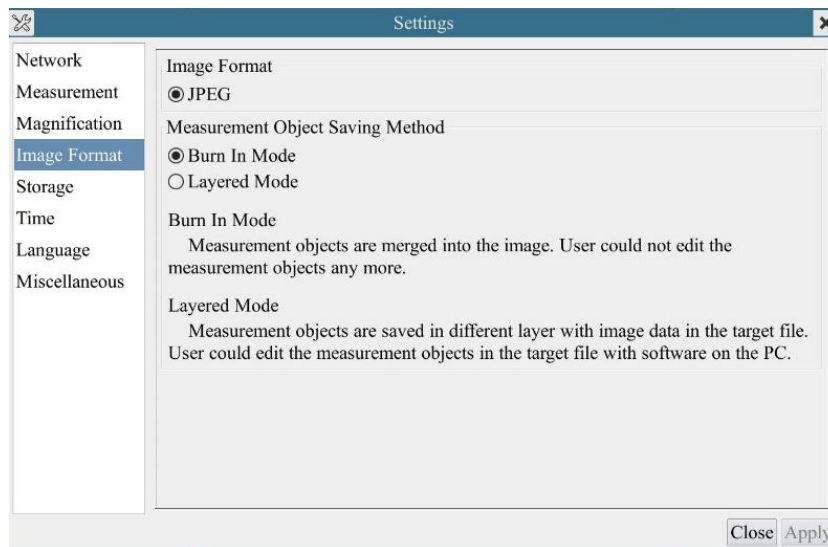 Settings
Network
Measurement
Magnification
Image Format
Storage
Time
Language
Miscellaneous
Image Format
JPEG
Measurement Object Saving Method
Burn In Mode
Layered Mode
Burn In Mode
Measurement objects are merged into the image. User could not edit the
measurement objects any more.
Layered Mode
Measurement objects are saved in different layer with image data in the target file.
User could edit the measurement objects in the target file with software on the PC.
Close
Apply